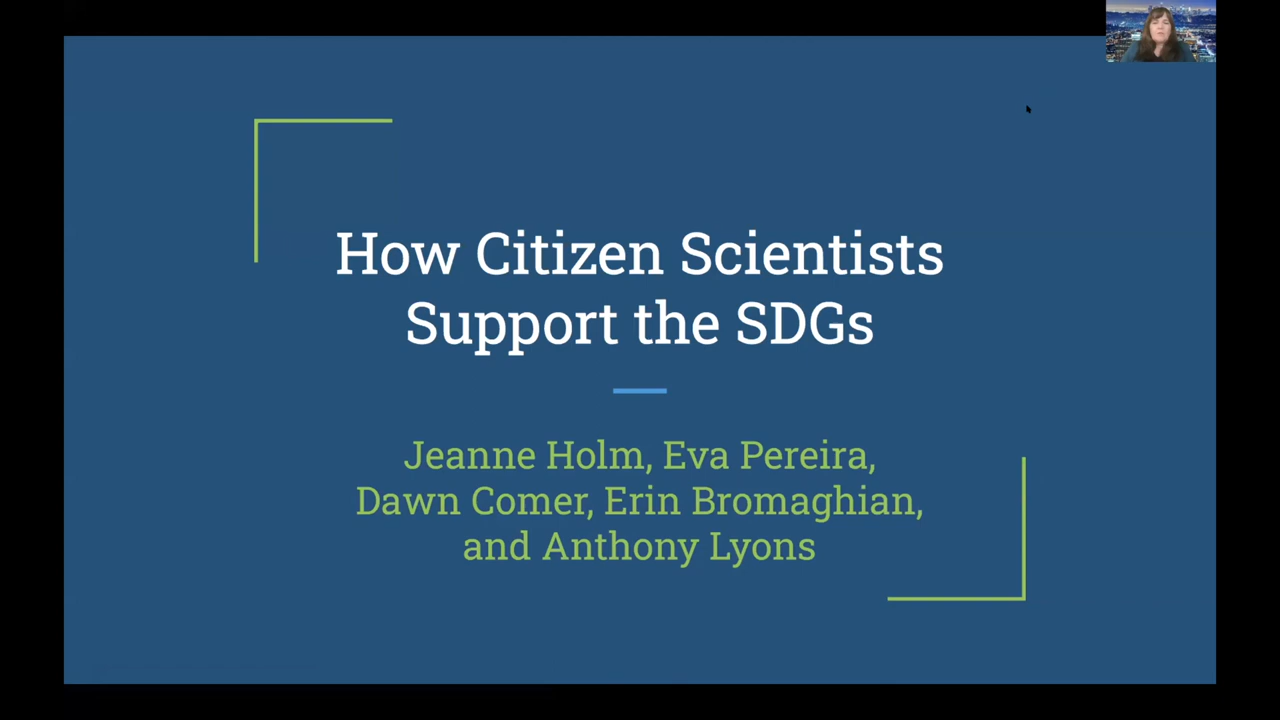 How Citizen Scientists
Support the SDGs
Jeanne Holm, Eva Pereira,
Dawn Comer, Erin Bromaghian,
and Anthony Lyons